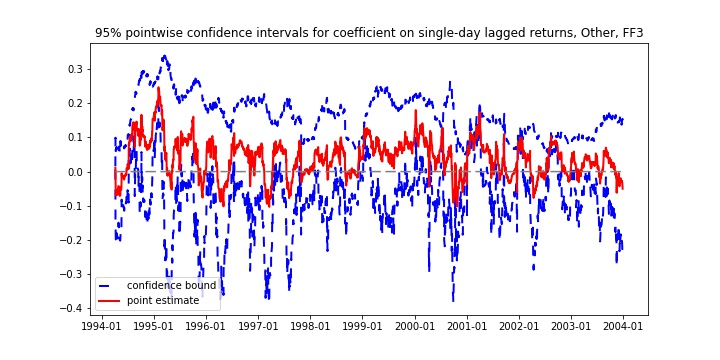 95% pointwise confidence intervals for coefficient on single-day lagged returns, Other, FF3
0.3
0.2
0.1
0.0
−0.1
−0.2
−0.3
−0.4
confidence bound
point estimate
1994-01 1995-01 1996-01 1997-01 1998-01 1999-01 2000-01 2001-01 2002-01 2003-01 2004-01